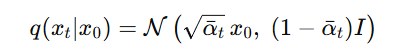 q(x_t|x_0) = 𝒩 (√ᾱ_t x_0, (1 − ᾱ_t)I)